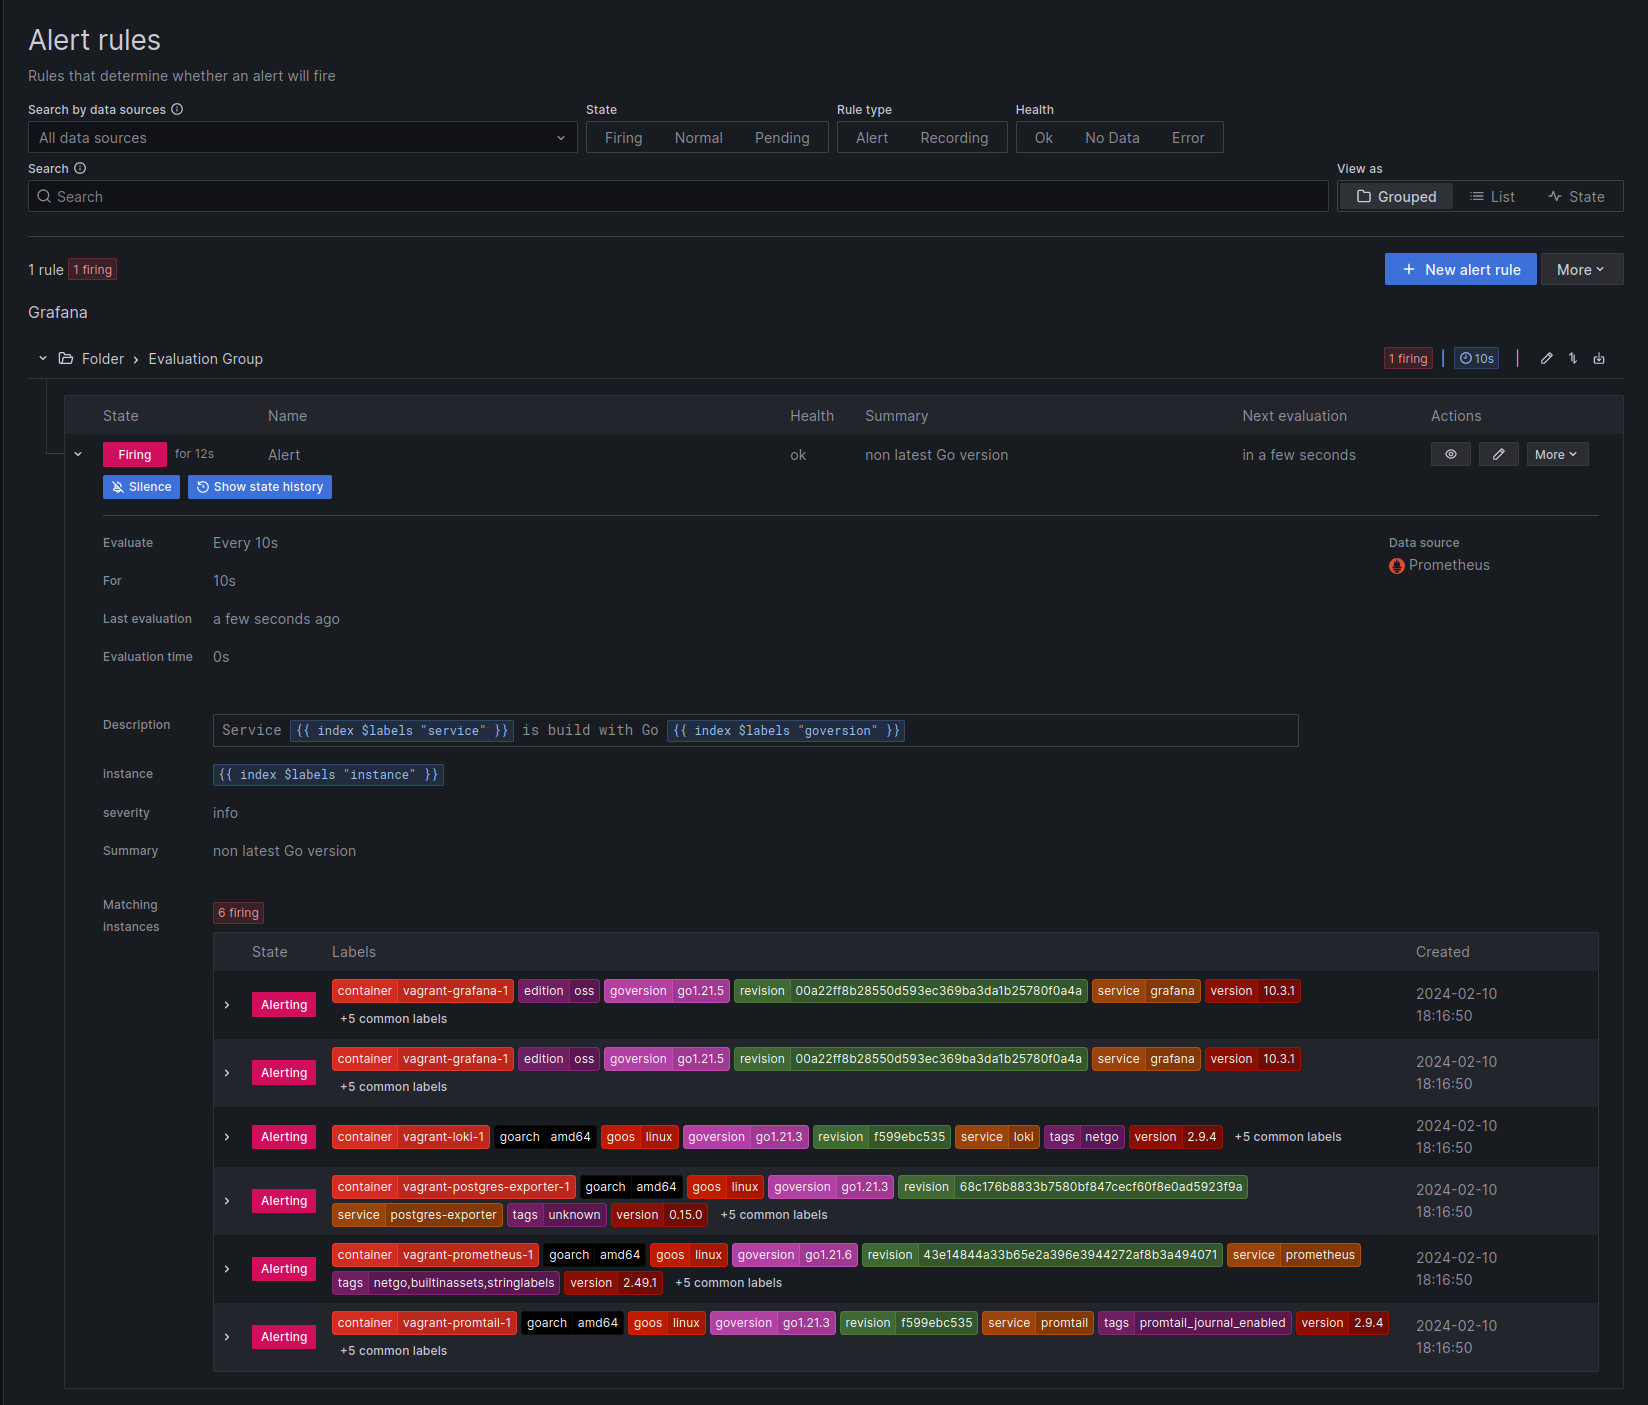 Alert rules
Rules that determine whether an alert will fire
Search by data sources State Rule type Health
All data sources Firing Normal Pending Alert Recording Ok No Data Error
Search View as
Search Grouped List State
1 rule 1 firing + New alert rule More
Grafana
Folder › Evaluation Group 1 firing | 10s |
State Name Health Summary Next evaluation Actions
Firing for 12s Alert ok non latest Go version in a few seconds More
Silence Show state history
Evaluate Every 10s Data source
Prometheus
For 10s
Last evaluation a few seconds ago
Evaluation time 0s
Description Service {{ index $labels "service" }} is build with Go {{ index $labels "goversion" }}
instance {{ index $labels "instance" }}
severity info
Summary non latest Go version
Matching instances 6 firing
State Labels Created
Alerting container vagrant-grafana-1 edition oss goversion go1.21.5 revision 00a22ff8b28550d593ec369ba3da1b25780f0a4a service grafana version 10.3.1 2024-02-10
+5 common labels 18:16:50
Alerting container vagrant-grafana-1 edition oss goversion go1.21.5 revision 00a22ff8b28550d593ec369ba3da1b25780f0a4a service grafana version 10.3.1 2024-02-10
+5 common labels 18:16:50
Alerting container vagrant-loki-1 goarch amd64 goos linux goversion go1.21.3 revision f599ebc535 service loki tags netgo version 2.9.4 +5 common labels 2024-02-10
18:16:50
Alerting container vagrant-postgres-exporter-1 goarch amd64 goos linux goversion go1.21.3 revision 68c176b8833b7580bf847cecf60f8e0ad5923f9a 2024-02-10
service postgres-exporter tags unknown version 0.15.0 +5 common labels 18:16:50
Alerting container vagrant-prometheus-1 goarch amd64 goos linux goversion go1.21.6 revision 43e14844a33b65e2a396e3944272af8b3a494071 service prometheus 2024-02-10
tags netgo,builtinassets,stringlabels version 2.49.1 +5 common labels 18:16:50
Alerting container vagrant-promtail-1 goarch amd64 goos linux goversion go1.21.3 revision f599ebc535 service promtail tags promtail_journal_enabled version 2.9.4 2024-02-10
+5 common labels 18:16:50